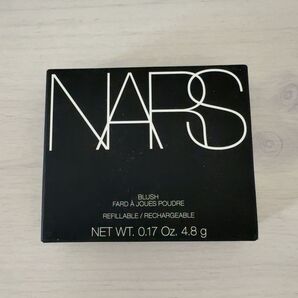 NARS
BLUSH
FARD À JOUES POUDRE
REFILLABLE / RECHARGEABLE
NET WT. 0.17 Oz. 4.8 g